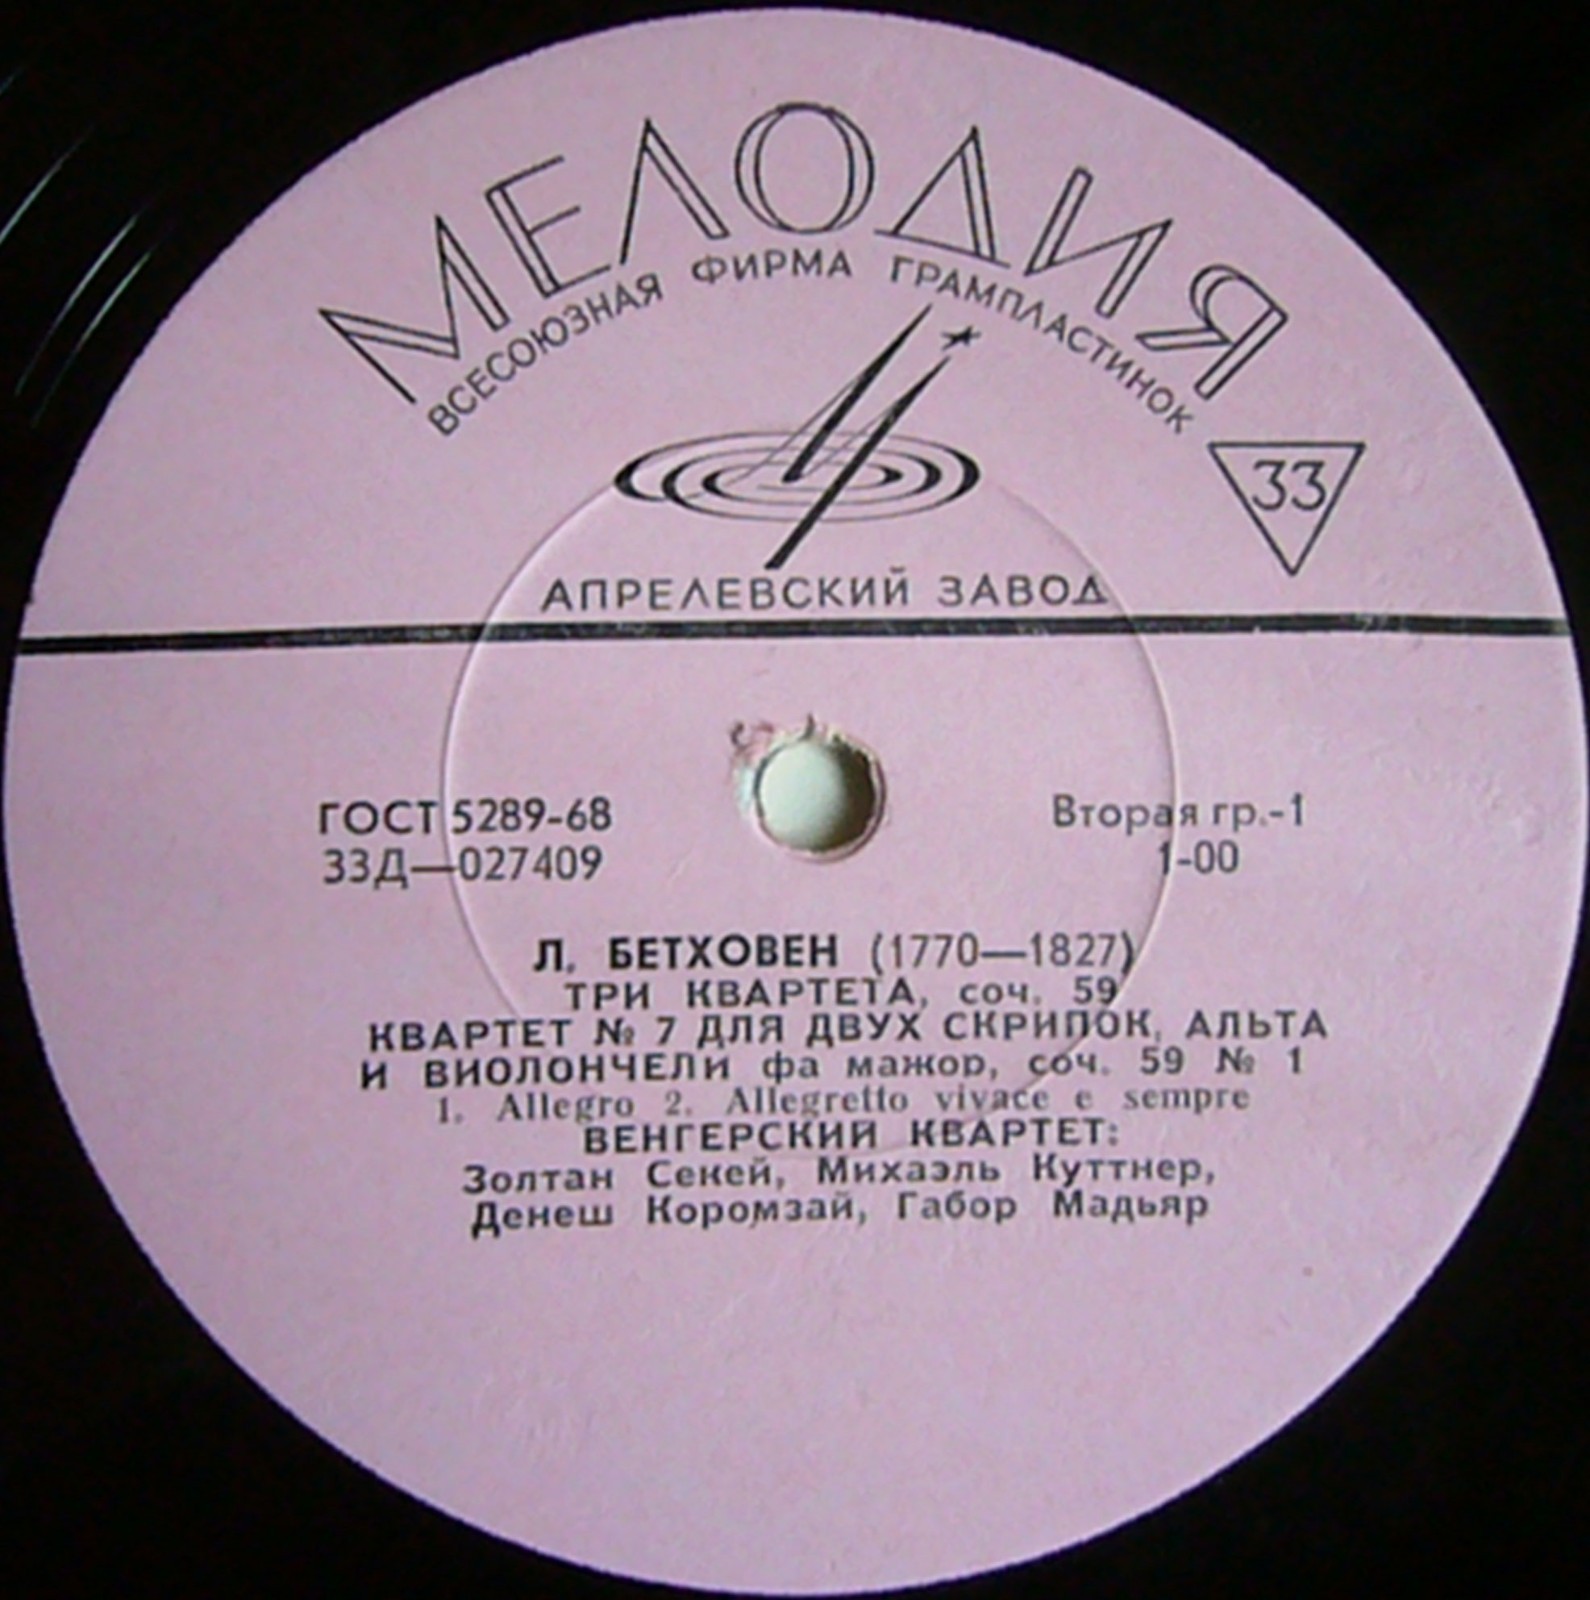 МЕЛОДИЯ
ВСЕСОЮЗНАЯ ФИРМА ГРАМПЛАСТИНОК
33
АПРЕЛЕВСКИЙ ЗАВОД
ГОСТ 5289-68
33Д—027409
Вторая гр.-1
1-00
Л. БЕТХОВЕН (1770—1827)
ТРИ КВАРТЕТА, соч. 59
КВАРТЕТ № 7 ДЛЯ ДВУХ СКРИПОК, АЛЬТА
И ВИОЛОНЧЕЛИ фа мажор, соч. 59 № 1
1. Allegro 2. Allegretto vivace e sempre
ВЕНГЕРСКИЙ КВАРТЕТ:
Золтан Секей, Михаэль Куттнер,
Денеш Коромзай, Габор Мадьяр